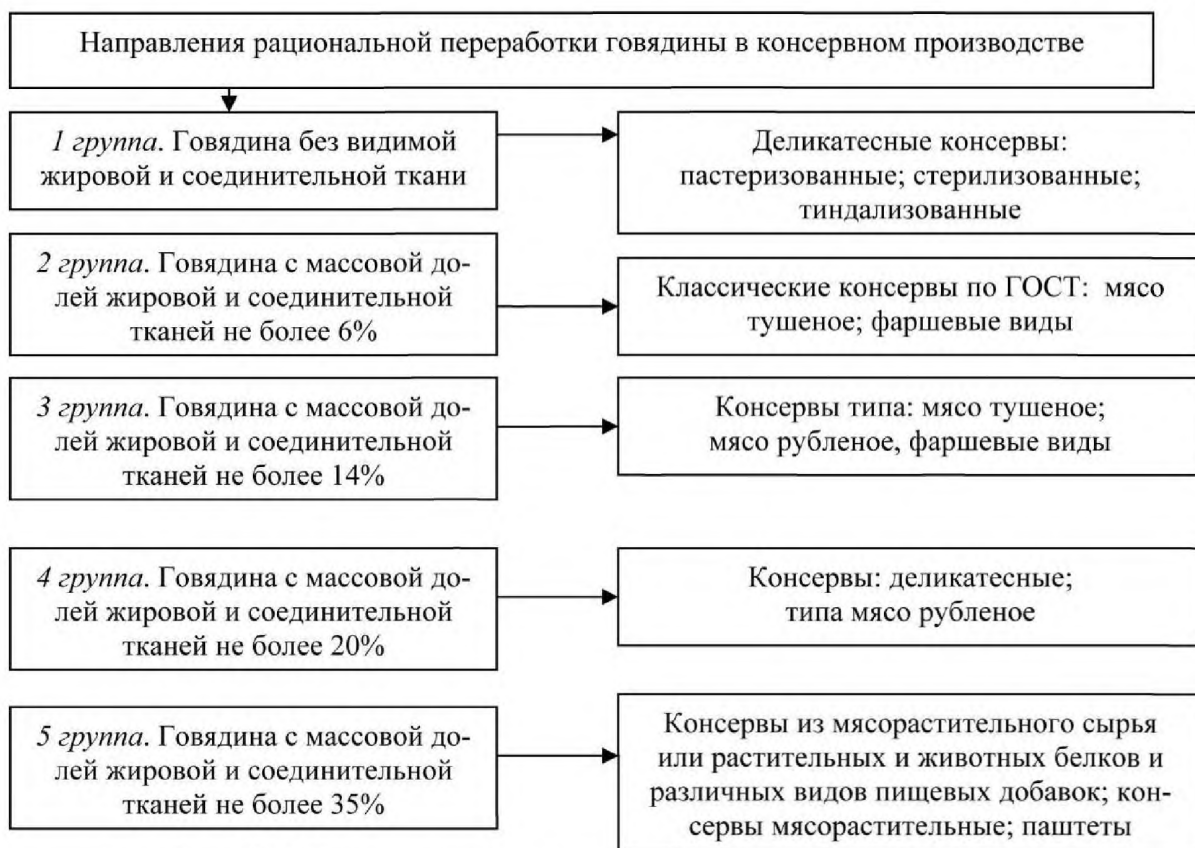 Направления рациональной переработки говядины в консервном производстве
1 группа. Говядина без видимой
жировой и соединительной ткани
Деликатесные консервы:
пастеризованные; стерилизованные;
тиндализованные
2 группа. Говядина с массовой до-
лей жировой и соединительной
тканей не более 6%
Классические консервы по ГОСТ: мясо
тушеное; фаршевые виды
3 группа. Говядина с массовой до-
лей жировой и соединительной
тканей не более 14%
Консервы типа: мясо тушеное;
мясо рубленое, фаршевые виды
4 группа. Говядина с массовой до-
лей жировой и соединительной
тканей не более 20%
Консервы: деликатесные;
типа мясо рубленое
5 группа. Говядина с массовой до-
лей жировой и соединительной
тканей не более 35%
Консервы из мясорастительного сырья
или растительных и животных белков и
различных видов пищевых добавок; кон-
сервы мясорастительные; паштеты